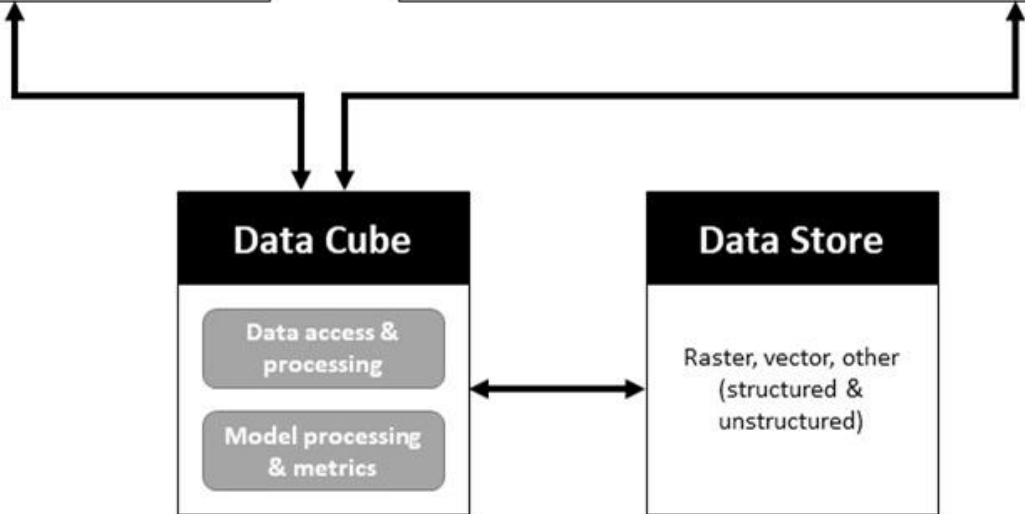 Data Cube
Data access &
processing
Model processing
& metrics
Data Store
Raster, vector, other
(structured &
unstructured)